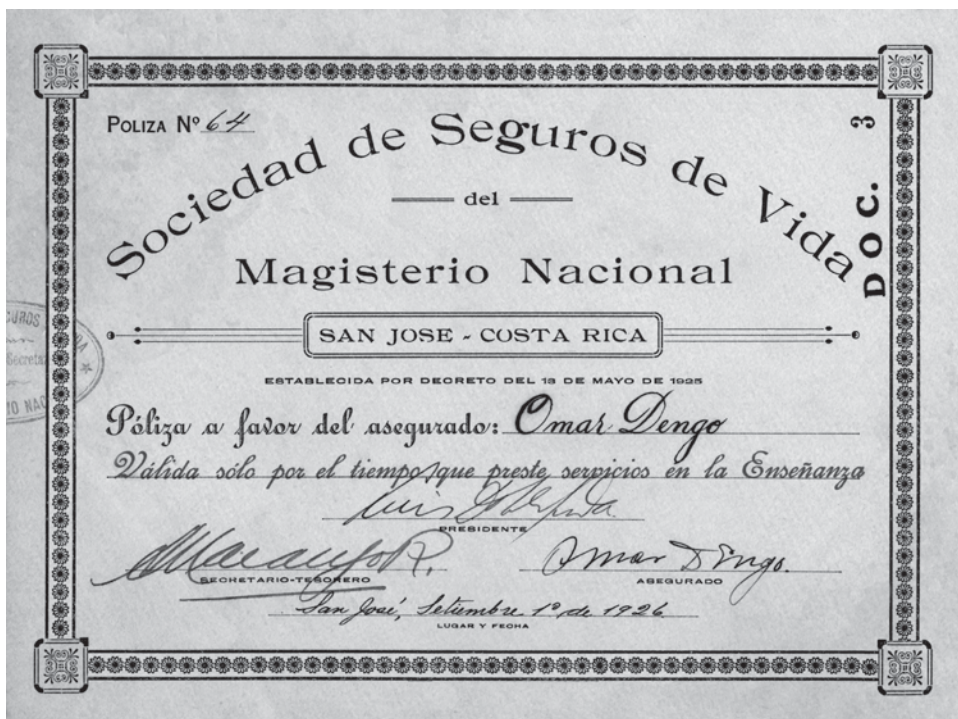 POLIZA Nº 64
Sociedad de Seguros de Vida
del
Magisterio Nacional
SAN JOSE - COSTA RICA
ESTABLECIDA POR DECRETO DEL 13 DE MAYO DE 1925
Póliza a favor del asegurado: Omar Dengo
Válida sólo por el tiempo que preste servicios en la Enseñanza
Luis
PRESIDENTE
SECRETARIO-TESORERO
Omar Dengo.
ASEGURADO
San José, Setiembre 1º de 1926
LUGAR Y FECHA
DOC. 3